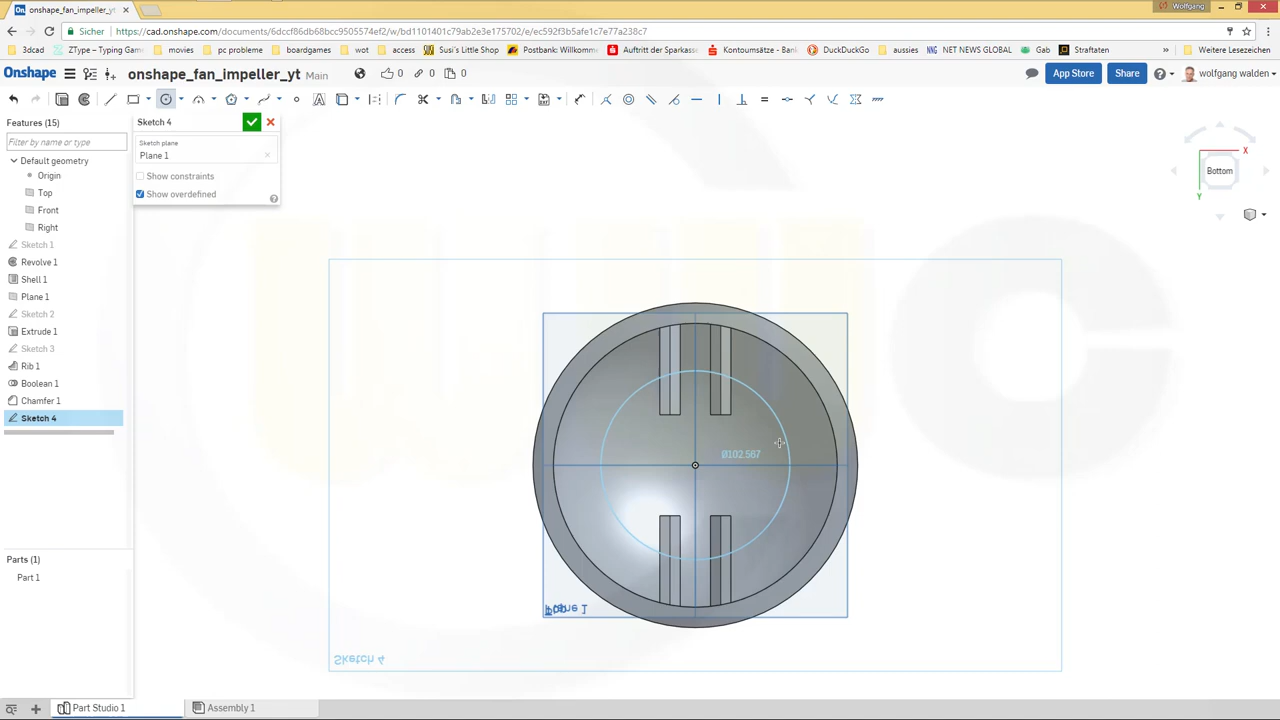 onshape_fan_impeller_yt
Wolfgang
Sicher
https://cad.onshape.com/documents/6dccf86db68bcc9505574ef2/w/bd1101401c79ab2e3e175702/e/ec592f3b5afe1c7e77a238c7
3dcad
ZType – Typing Game
movies
pc probleme
boardgames
wot
access
Susi's Little Shop
Postbank: Willkomme
Auftritt der Sparkasse
Kontoumsätze - Bank
DuckDuckGo
aussies
NET NEWS GLOBAL
Gab
Straftaten
»
Weitere Lesezeichen
Onshape
onshape_fan_impeller_yt
Main
0
0
0
App Store
Share
wolfgang walden
Features (15)
Filter by name or type
Default geometry
Origin
Top
Front
Right
Sketch 1
Revolve 1
Shell 1
Plane 1
Sketch 2
Extrude 1
Sketch 3
Rib 1
Boolean 1
Chamfer 1
Sketch 4
Parts (1)
Part 1
Sketch 4
Sketch plane
Plane 1
Show constraints
Show overdefined
X
Bottom
Y
Ø102.567
Plane 1
Sketch 4
Part Studio 1
Assembly 1